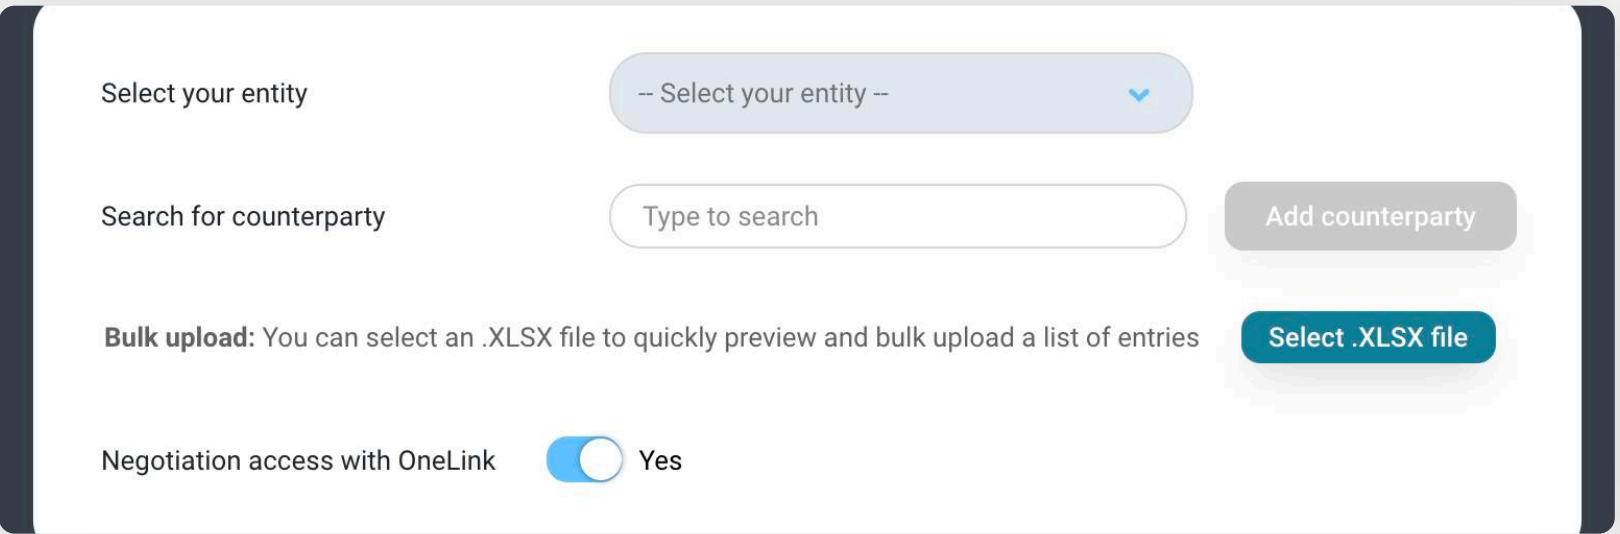 Select your entity
-- Select your entity --
Search for counterparty
Type to search
Add counterparty
Bulk upload: You can select an .XLSX file to quickly preview and bulk upload a list of entries
Select .XLSX file
Negotiation access with OneLink
Yes